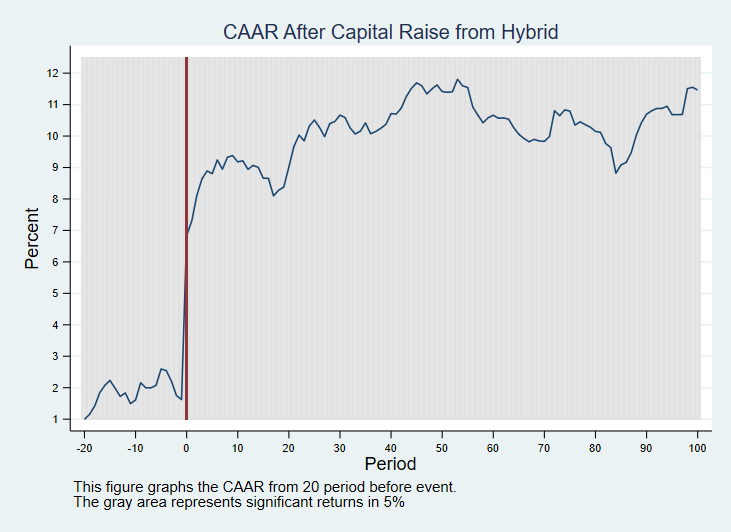 CAAR After Capital Raise from Hybrid
Percent
12
11
10
9
8
7
6
5
4
3
2
1
-20 -10 0 10 20 30 40 50 60 70 80 90 100
Period
This figure graphs the CAAR from 20 period before event.
The gray area represents significant returns in 5%